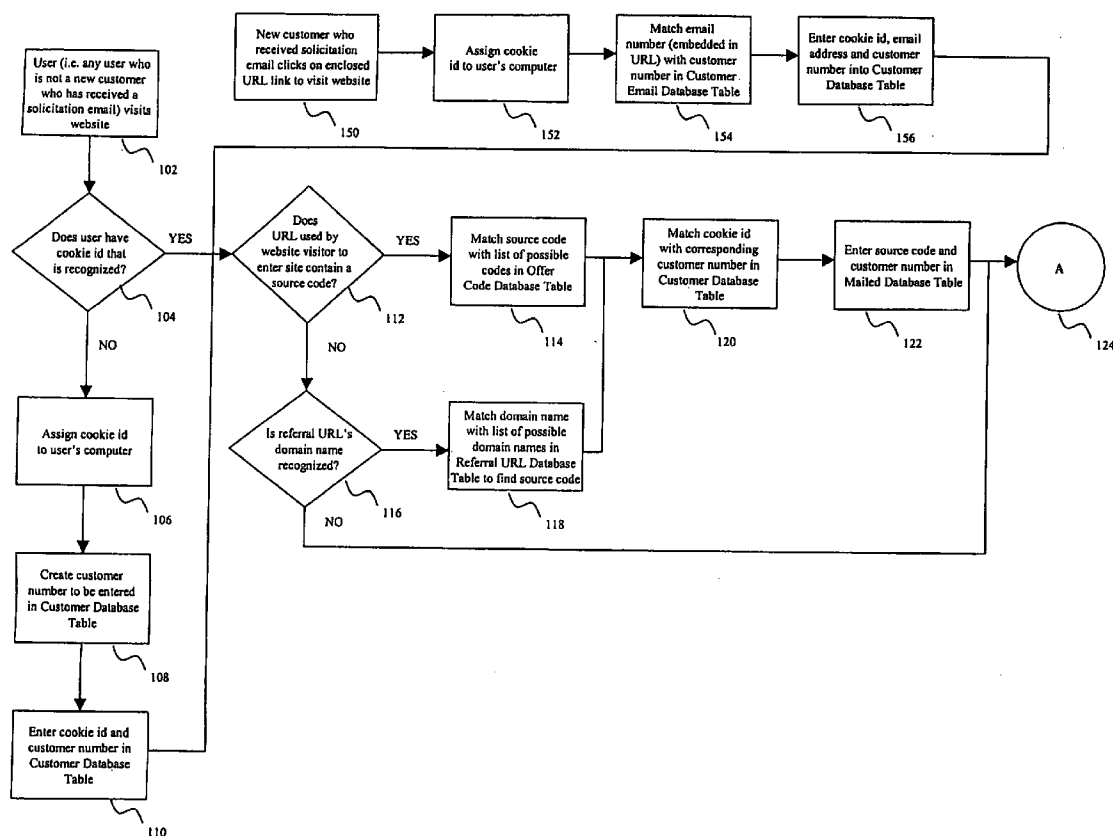 New customer who
received solicitation
email clicks on enclosed
URL link to visit website
150
Assign cookie
id to user's computer
152
Match email
number (embedded in
URL) with customer
number in Customer
Email Database Table
154
Enter cookie id, email
address and customer
number into Customer
Database Table
156
User (i.e. any user who
is not a new customer
who has received a
solicitation email) visits
website
102
Does user have
cookie id that
is recognized?
104
YES
NO
Does
URL used by
website visitor to
enter site contain a
source code?
112
YES
NO
Match source code
with list of possible
codes in Offer
Code Database Table
114
Match cookie id
with corresponding
customer number in
Customer Database
Table
120
Enter source code and
customer number in
Mailed Database Table
122
A
124
Assign cookie id
to user's computer
106
Is referral URL's
domain name
recognized?
116
YES
NO
Match domain name
with list of possible
domain names in
Referral URL Database
Table to find source code
118
Create customer
number to be entered
in Customer Database
Table
108
Enter cookie id and
customer number in
Customer Database
Table
110